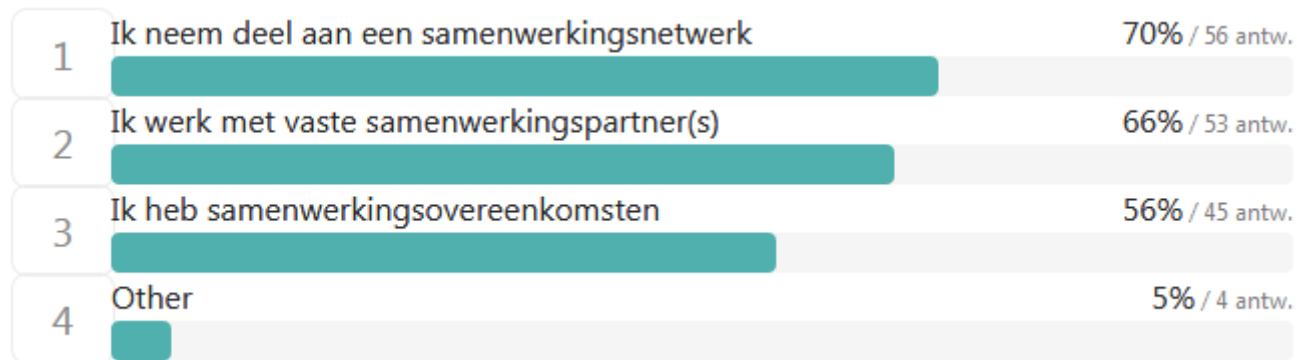 1
Ik neem deel aan een samenwerkingsnetwerk 70% / 56 antw.
2
Ik werk met vaste samenwerkingspartner(s) 66% / 53 antw.
3
Ik heb samenwerkingsovereenkomsten 56% / 45 antw.
4
Other 5% / 4 antw.